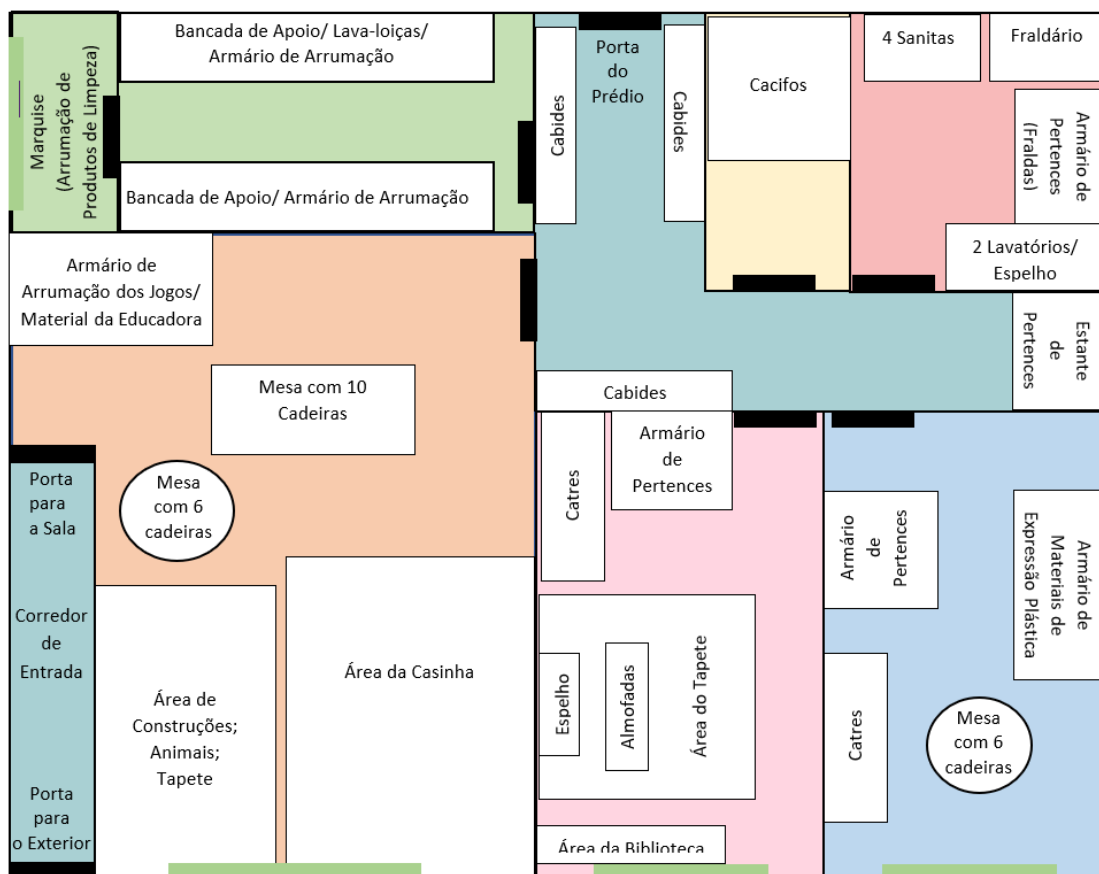 Marquise
(Arrumação de
Produtos de Limpeza)
Bancada de Apoio/ Lava-loiças/
Armário de Arrumação
Bancada de Apoio/ Armário de Arrumação
Cabides
Porta
do
Prédio
Cabides
Cacifos
4 Sanitas
Fraldário
Armário de
Pertences
(Fraldas)
2 Lavatórios/
Espelho
Armário de
Arrumação dos Jogos/
Material da Educadora
Mesa com 10
Cadeiras
Mesa
com 6
cadeiras
Porta
para
a Sala
Corredor
de
Entrada
Porta
para
o Exterior
Área de
Construções;
Animais;
Tapete
Área da Casinha
Cabides
Estante
de
Pertences
Catres
Armário
de
Pertences
Espelho
Almofadas
Área do Tapete
Área da Biblioteca
Armário
de
Pertences
Armário de
Materiais de
Expressão Plástica
Catres
Mesa
com 6
cadeiras